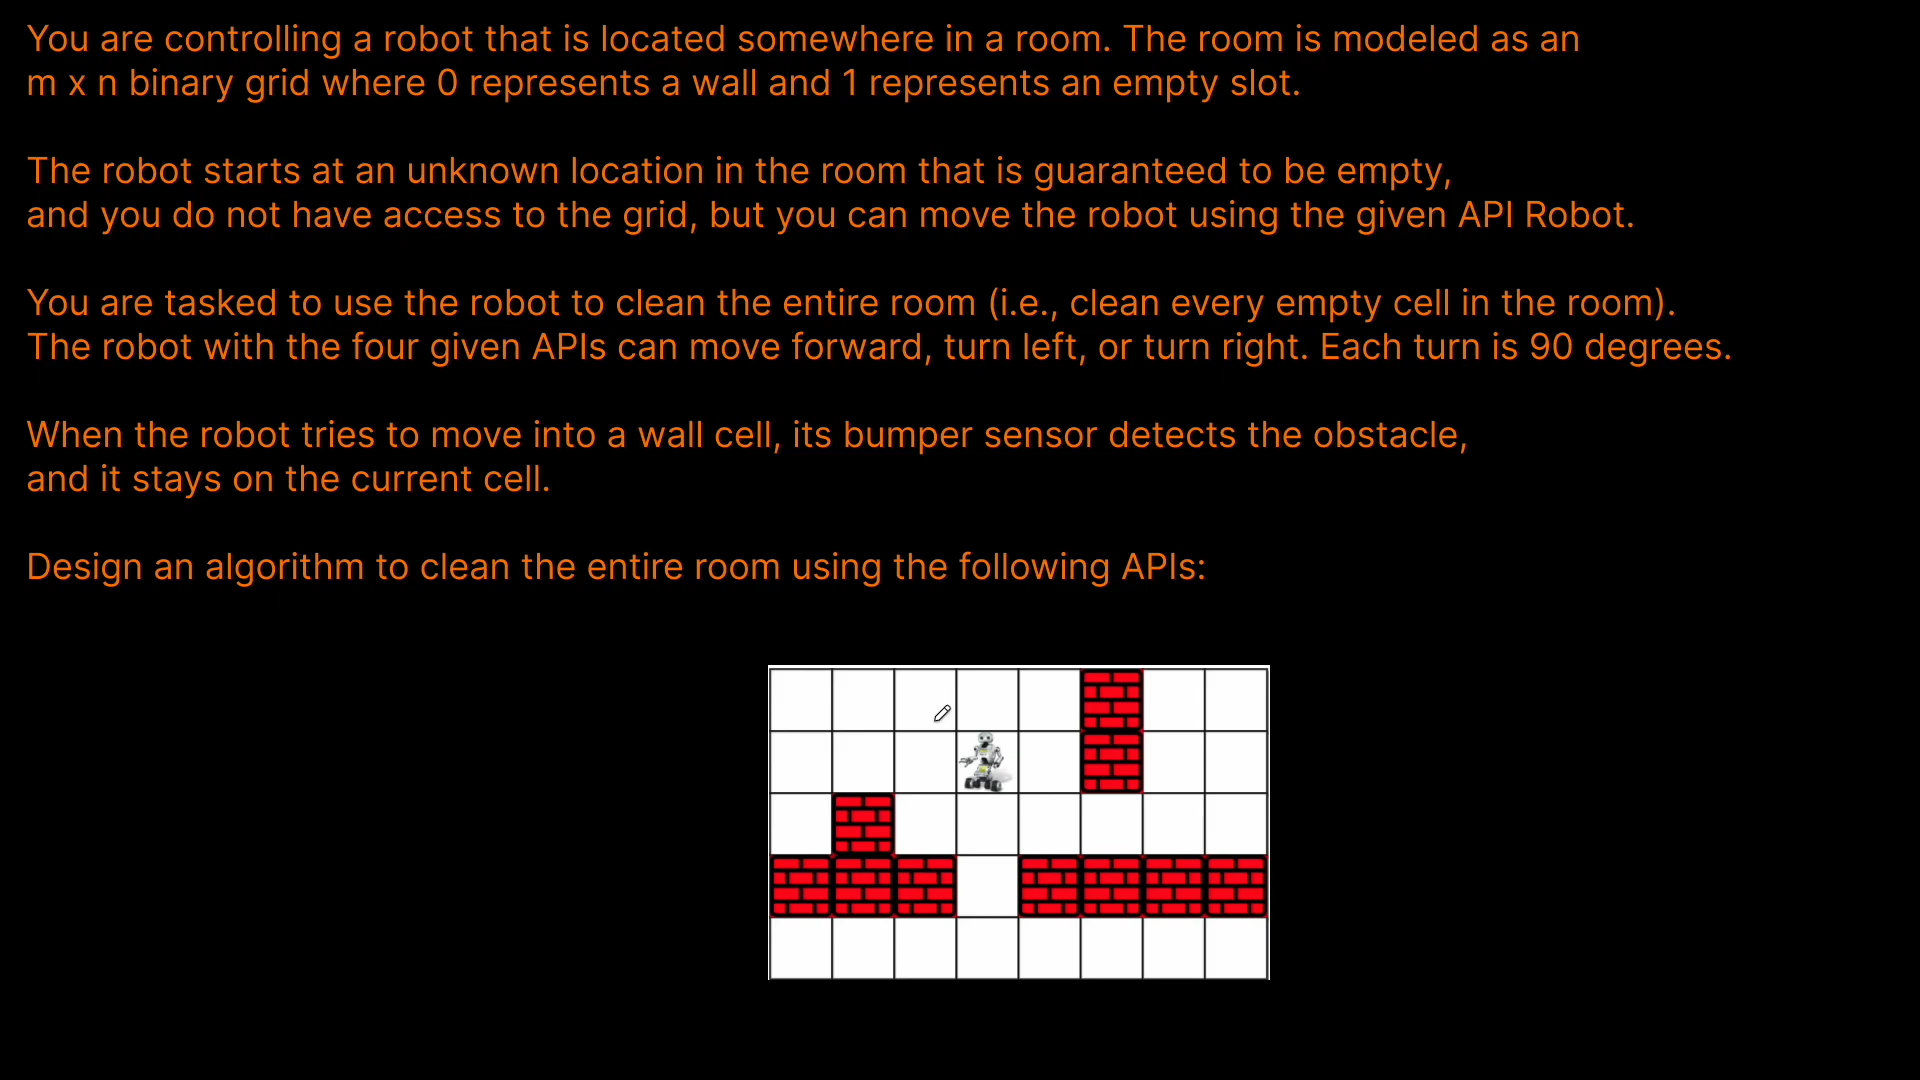 You are controlling a robot that is located somewhere in a room. The room is modeled as an
m x n binary grid where 0 represents a wall and 1 represents an empty slot.
The robot starts at an unknown location in the room that is guaranteed to be empty,
and you do not have access to the grid, but you can move the robot using the given API Robot.
You are tasked to use the robot to clean the entire room (i.e., clean every empty cell in the room).
The robot with the four given APIs can move forward, turn left, or turn right. Each turn is 90 degrees.
When the robot tries to move into a wall cell, its bumper sensor detects the obstacle,
and it stays on the current cell.
Design an algorithm to clean the entire room using the following APIs: